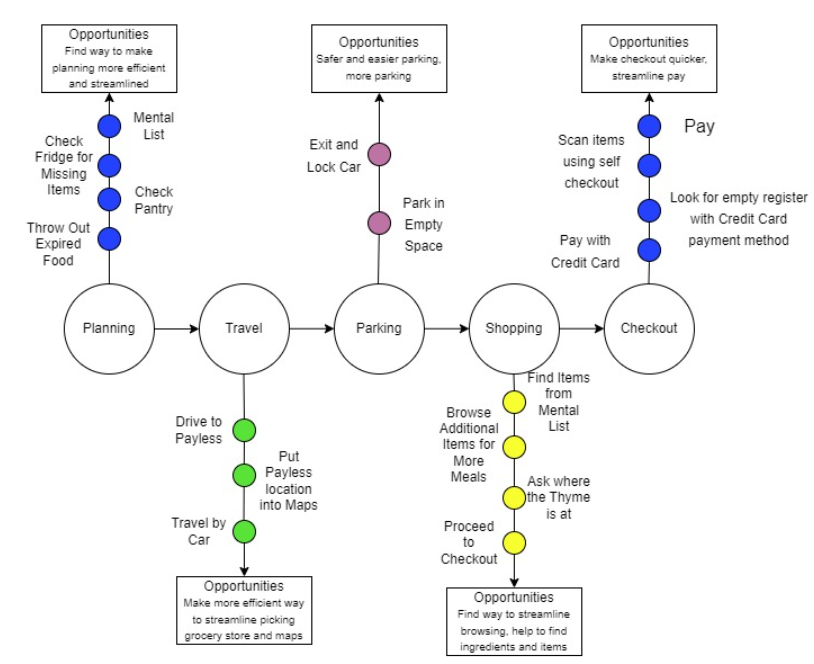 Opportunities
Find way to make
planning more efficient
and streamlined
Opportunities
Safer and easier parking,
more parking
Opportunities
Make checkout quicker,
streamline pay
Mental
List
Check
Fridge for
Missing
Items
Check
Pantry
Throw Out
Expired
Food
Exit and
Lock Car
Park in
Empty
Space
Pay
Scan items
using self
checkout
Look for empty register
with Credit Card
payment method
Pay with
Credit Card
Planning
Travel
Parking
Shopping
Checkout
Drive to
Payless
Put
Payless
location
into Maps
Travel by
Car
Find Items
from
Mental
List
Browse
Additional
Items for
More
Meals
Ask where
the Thyme
is at
Proceed
to
Checkout
Opportunities
Make more efficient way
to streamline picking
grocery store and maps
Opportunities
Find way to streamline
browsing, help to find
ingredients and items